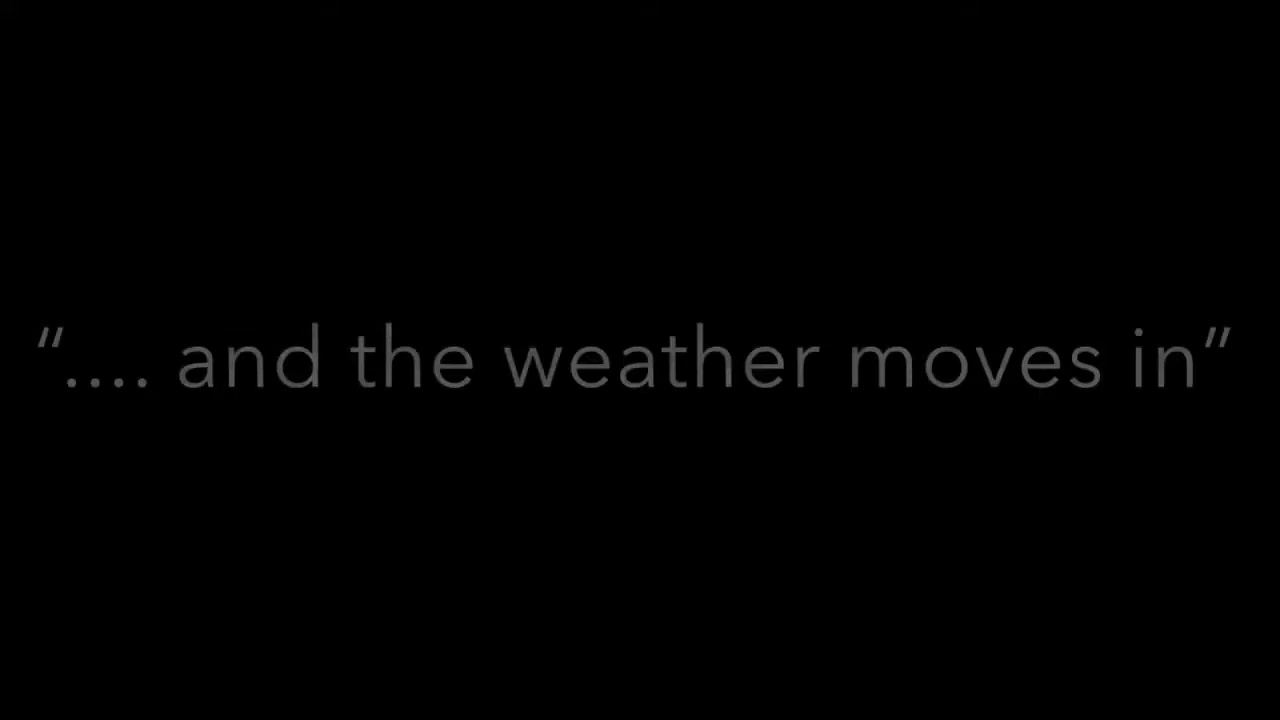 “.... and the weather moves in”